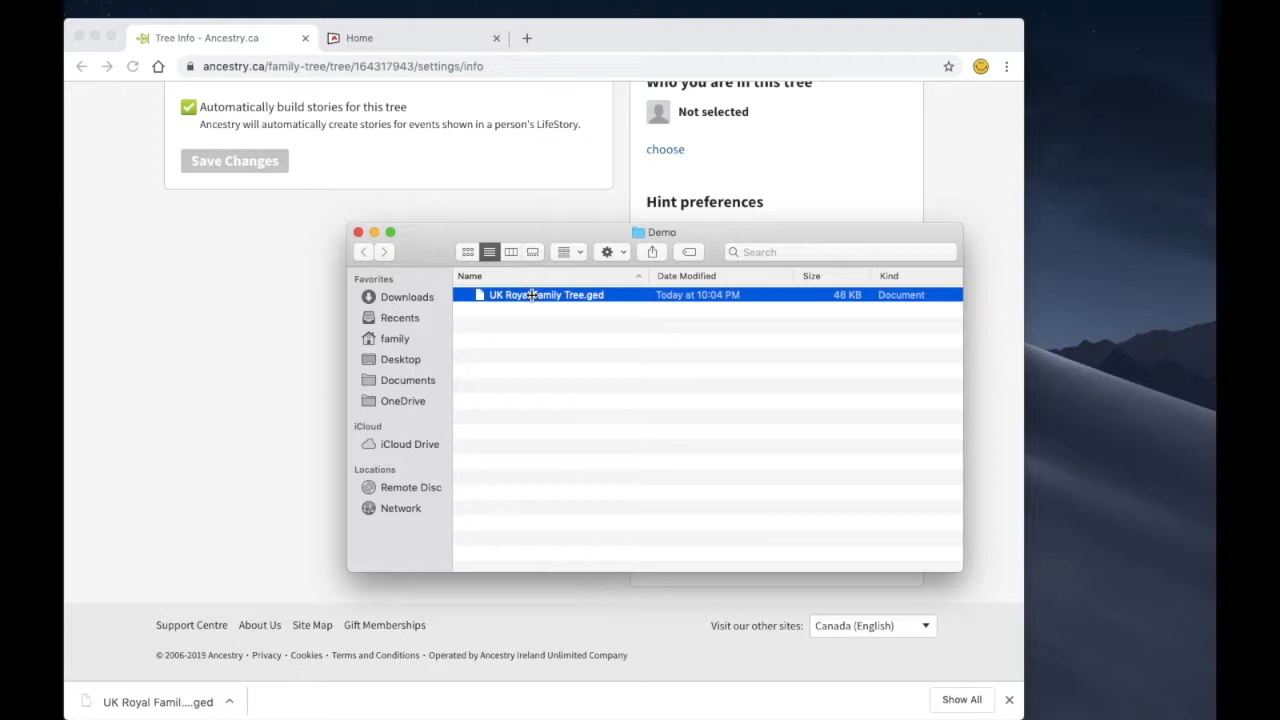 Tree Info - Ancestry.ca
Home
ancestry.ca/family-tree/tree/164317943/settings/info
Who you are in this tree
Automatically build stories for this tree
Ancestry will automatically create stories for events shown in a person's LifeStory.
Save Changes
Not selected
choose
Hint preferences
Demo
Search
Favorites
Downloads
Recents
family
Desktop
Documents
OneDrive
iCloud
iCloud Drive
Locations
Remote Disc
Network
Name Date Modified Size Kind
UK Royal Family Tree.ged Today at 10:04 PM 46 KB Document
Support Centre About Us Site Map Gift Memberships
Visit our other sites: Canada (English)
© 2006-2019 Ancestry · Privacy · Cookies · Terms and Conditions · Operated by Ancestry Ireland Unlimited Company
UK Royal Famil....ged
Show All